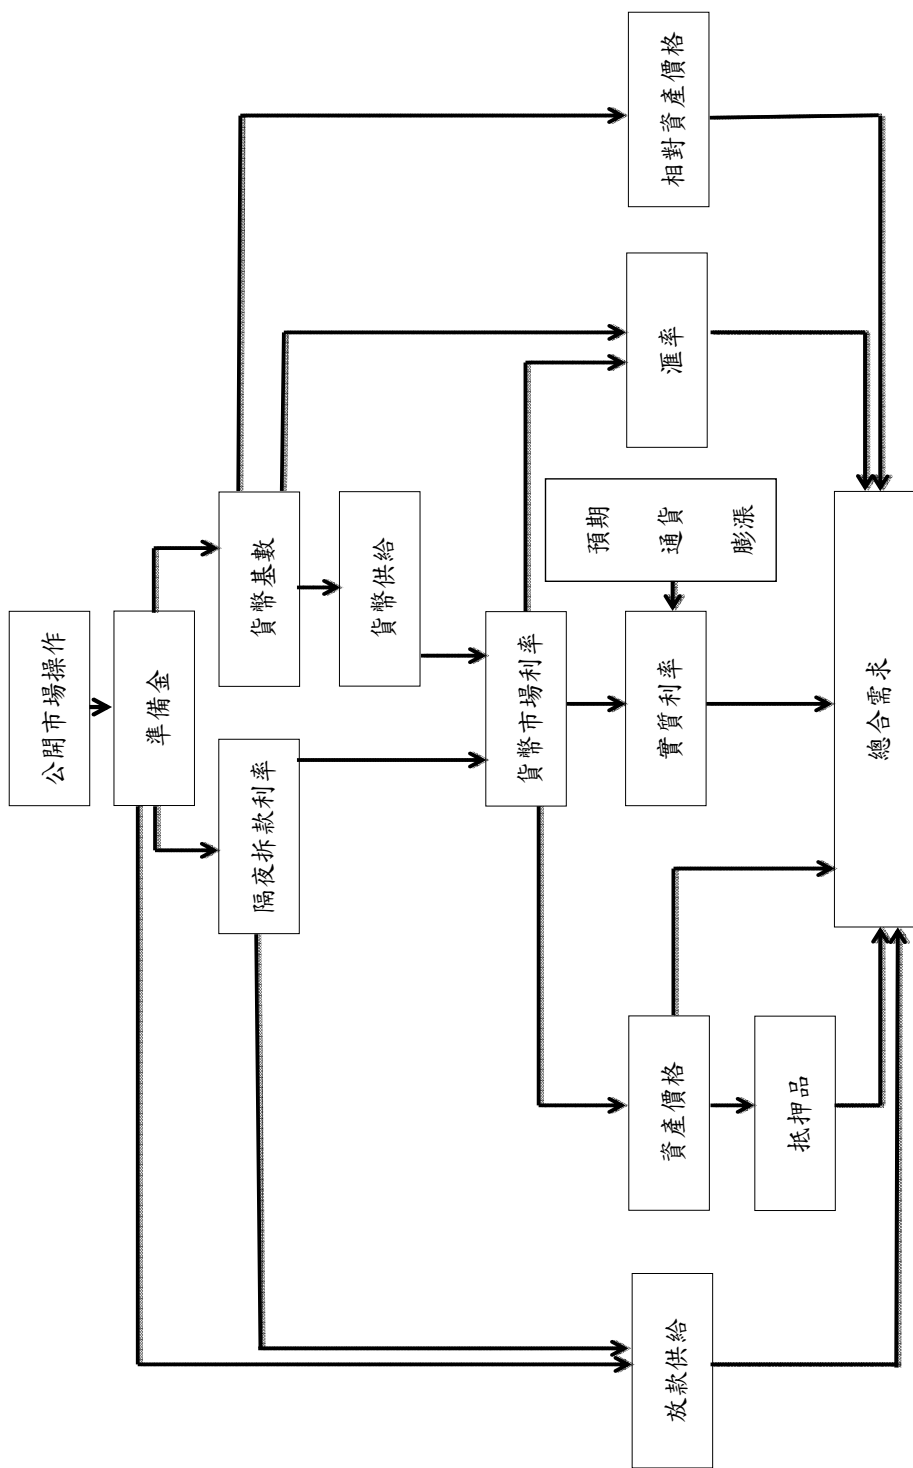 公開市場操作
準備金
隔夜拆款利率
貨幣基數
貨幣供給
貨幣市場利率
放款供給
資產價格
實質利率
預期
通貨
膨漲
匯率
相對資產價格
抵押品
總合需求